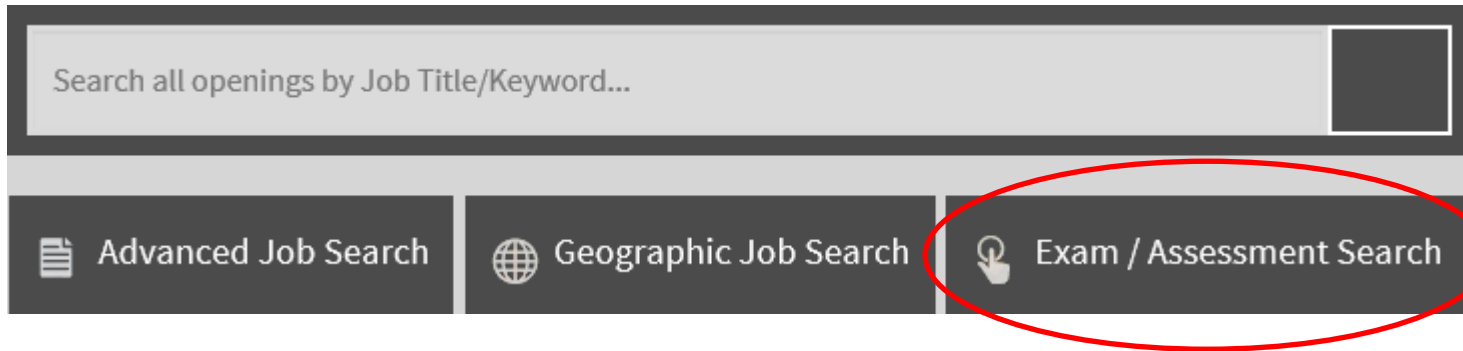 Search all openings by Job Title/Keyword...
Advanced Job Search
Geographic Job Search
Exam / Assessment Search